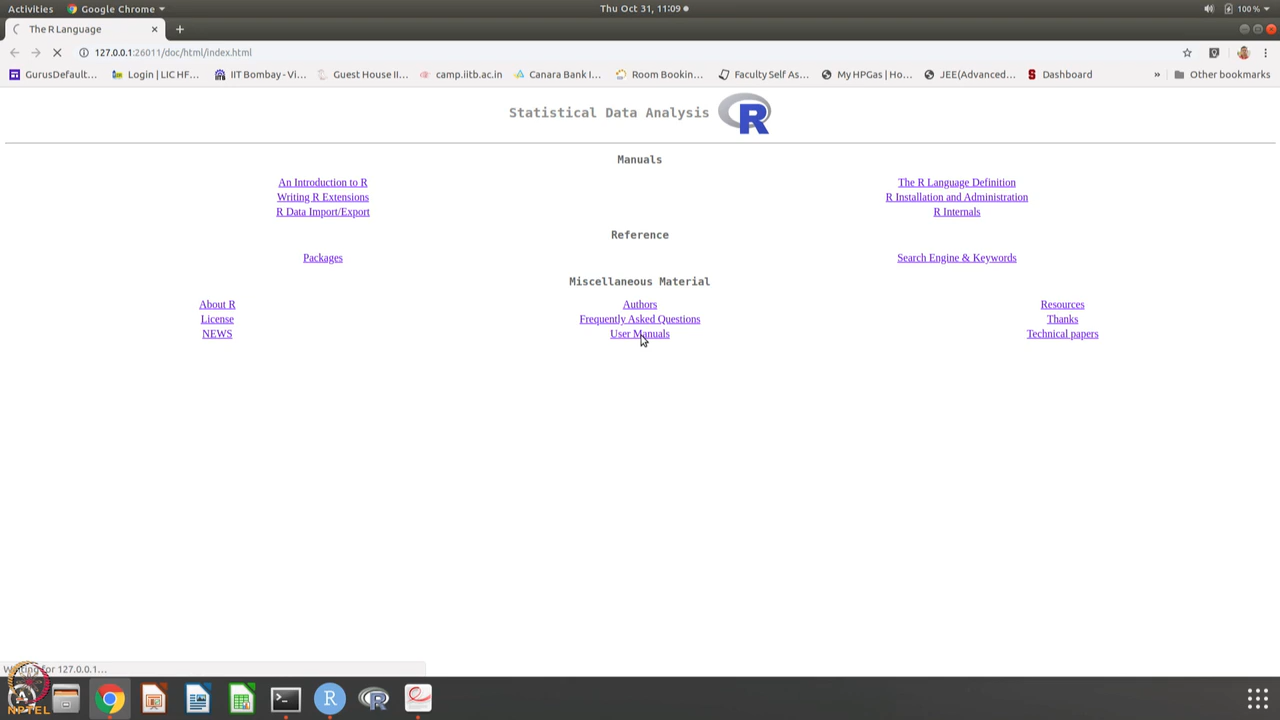 Activities Google Chrome Thu Oct 31, 11:09 100 %
The R Language
127.0.0.1:26011/doc/html/index.html
GurusDefault... Login | LIC HF... IIT Bombay - Vi... Guest House II... camp.iitb.ac.in Canara Bank I... Room Bookin... Faculty Self As... My HPGas | Ho... JEE(Advanced... Dashboard » Other bookmarks
Statistical Data Analysis R
Manuals
An Introduction to R The R Language Definition
Writing R Extensions R Installation and Administration
R Data Import/Export R Internals
Reference
Packages Search Engine & Keywords
Miscellaneous Material
About R Authors Resources
License Frequently Asked Questions Thanks
NEWS User Manuals Technical papers
Waiting for 127.0.0.1...
NPTEL